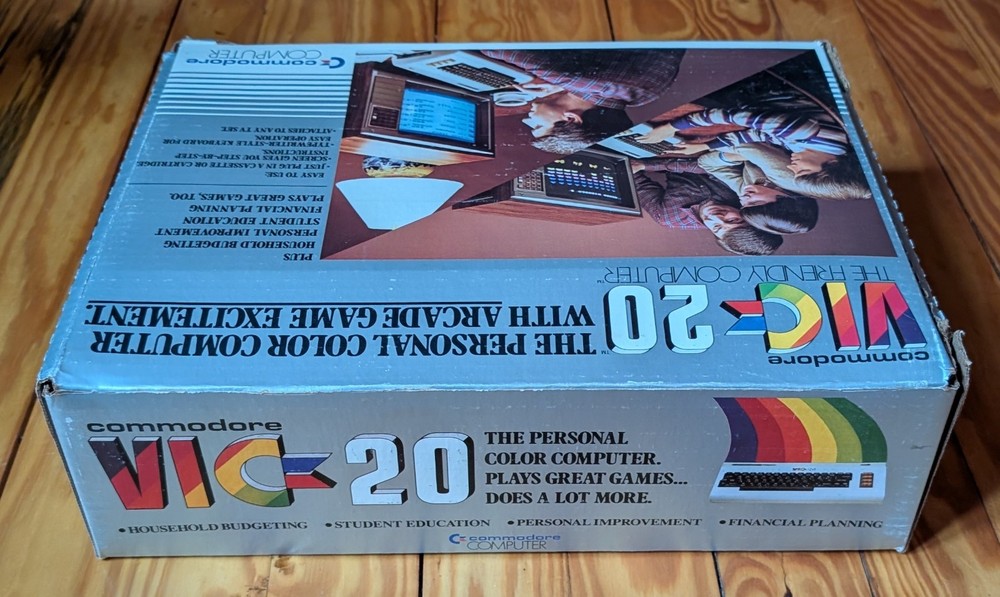 commodore
VIC-20
THE FRIENDLY COMPUTER™
THE PERSONAL COLOR COMPUTER™
WITH ARCADE GAME EXCITEMENT.
PLUS
HOUSEHOLD BUDGETING
PERSONAL IMPROVEMENT
STUDENT EDUCATION
FINANCIAL PLANNING
PLAYS GREAT GAMES, TOO.
EASY TO USE:
-JUST PLUG IN A CASSETTE OR CARTRIDGE
-SCREEN GIVES YOU STEP-BY-STEP
INSTRUCTIONS.
-TYPEWRITER-STYLE KEYBOARD FOR
EASY OPERATION.
-ATTACHES TO ANY TV SET.
commodore
COMPUTER
commodore
VIC-20
THE PERSONAL
COLOR COMPUTER.
PLAYS GREAT GAMES...
DOES A LOT MORE.
•HOUSEHOLD BUDGETING •STUDENT EDUCATION •PERSONAL IMPROVEMENT •FINANCIAL PLANNING
commodore
COMPUTER